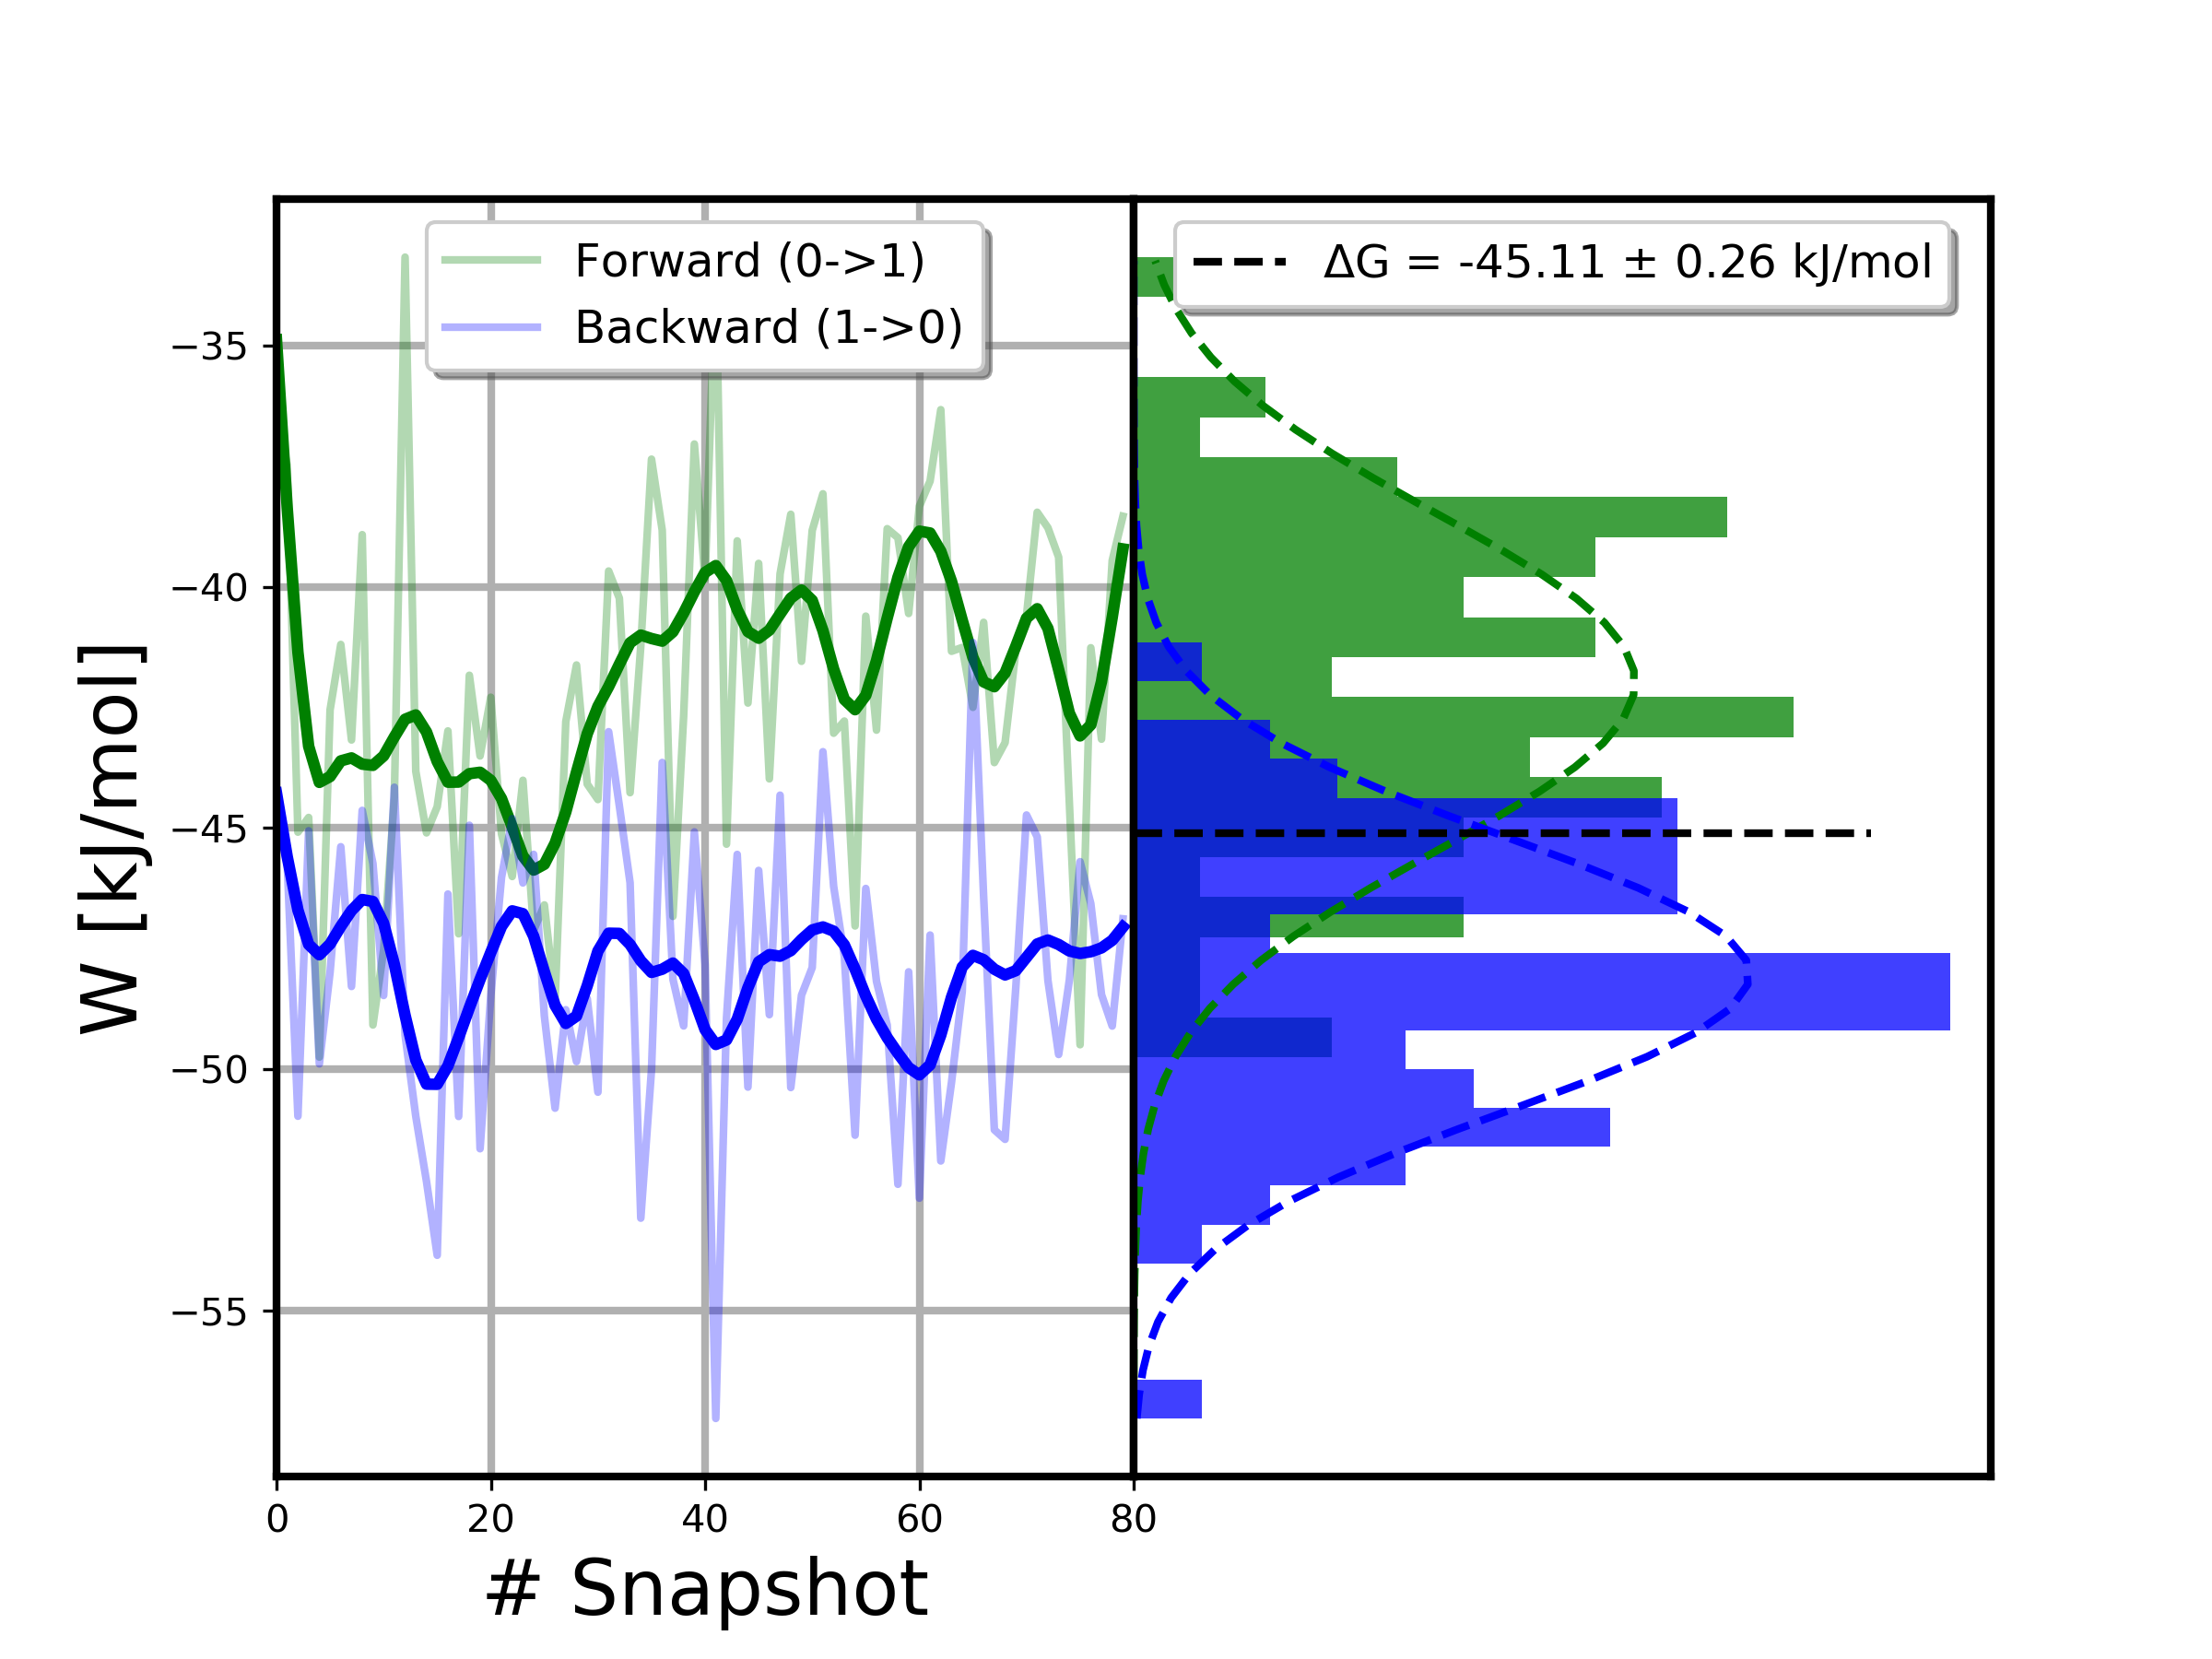 Forward (0->1)
Backward (1->0)
ΔG = -45.11 ± 0.26 kJ/mol
W [kJ/mol]
−35
−40
−45
−50
−55
0 20 40 60 80
# Snapshot